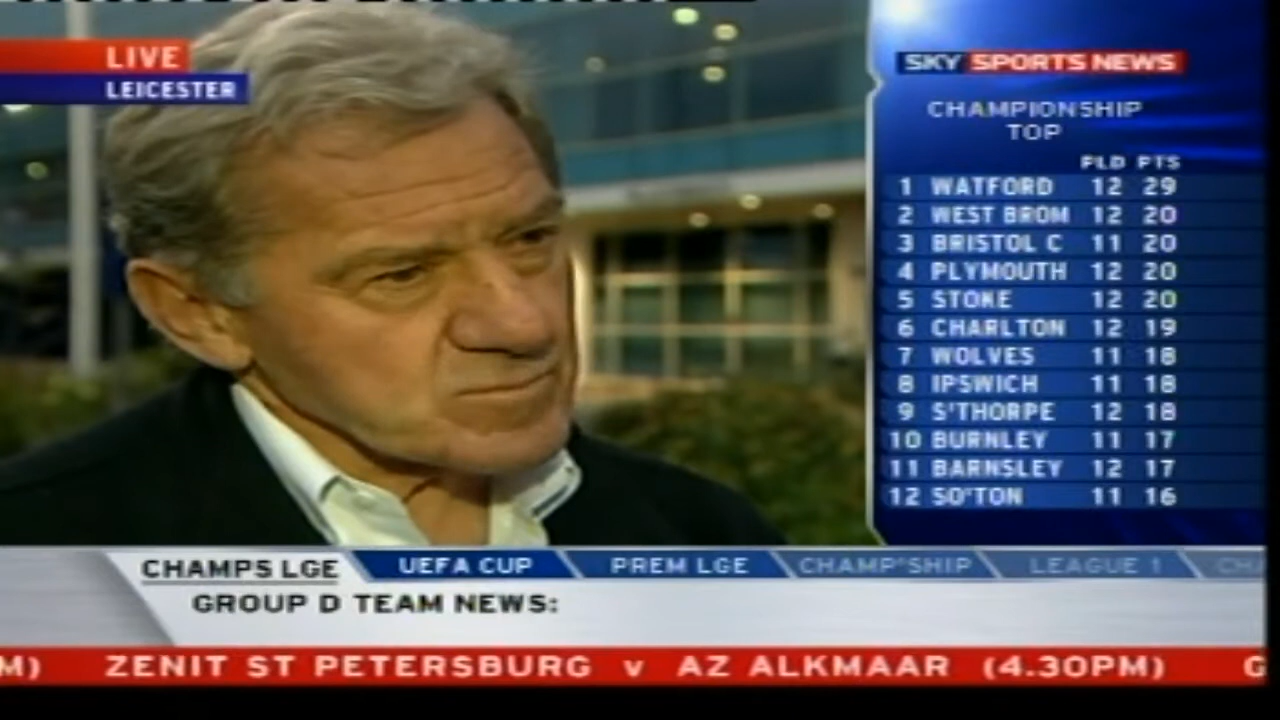 LIVE
LEICESTER
SKY SPORTS NEWS
CHAMPIONSHIP
TOP
PLD PTS
1 WATFORD 12 29
2 WEST BROM 12 20
3 BRISTOL C 11 20
4 PLYMOUTH 12 20
5 STOKE 12 20
6 CHARLTON 12 19
7 WOLVES 11 18
8 IPSWICH 11 18
9 S'THORPE 12 18
10 BURNLEY 11 17
11 BARNSLEY 12 17
12 SO'TON 11 16
CHAMPS LGE UEFA CUP PREM LGE CHAMP'SHIP LEAGUE 1 CH
GROUP D TEAM NEWS:
M) ZENIT ST PETERSBURG v AZ ALKMAAR (4.30PM) G